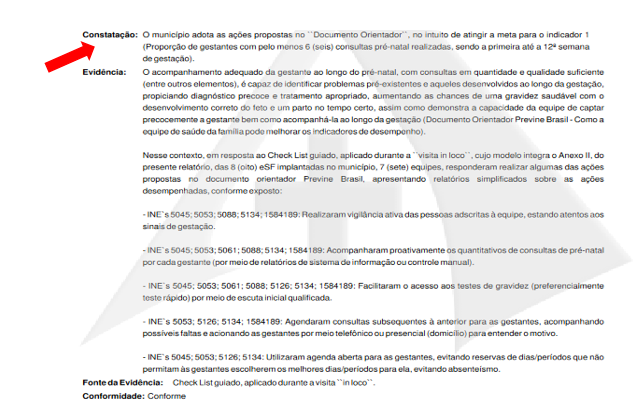 Constatação: O município adota as ações propostas no ``Documento Orientador``, no intuito de atingir a meta para o indicador 1
(Proporção de gestantes com pelo menos 6 (seis) consultas pré-natal realizadas, sendo a primeira até a 12ª semana
de gestação).
Evidência: O acompanhamento adequado da gestante ao longo do pré-natal, com consultas em quantidade e qualidade suficiente
(entre outros elementos), é capaz de identificar problemas pré-existentes e aqueles desenvolvidos ao longo da gestação,
propiciando diagnóstico precoce e tratamento apropriado, aumentando as chances de uma gravidez saudável com o
desenvolvimento correto do feto e um parto no tempo certo, assim como demonstra a capacidade da equipe de captar
precocemente a gestante bem como acompanhá-la ao longo da gestação (Documento Orientador Previne Brasil - Como a
equipe de saúde da família pode melhorar os indicadores de desempenho).
Nesse contexto, em resposta ao Check List guiado, aplicado durante a ``visita in loco``, cujo modelo integra o Anexo II, do
presente relatório, das 8 (oito) eSF implantadas no município, 7 (sete) equipes, responderam realizar algumas das ações
propostas no documento orientador Previne Brasil, apresentando relatórios simplificados sobre as ações
desempenhadas, conforme exposto:
- INE`s 5045; 5053; 5088; 5134; 1584189: Realizaram vigilância ativa das pessoas adscritas à equipe, estando atentos aos
sinais de gestação.
- INE`s 5045; 5053; 5061; 5088; 5134; 1584189: Acompanharam proativamente os quantitativos de consultas de pré-natal
por cada gestante (por meio de relatórios de sistema de informação ou controle manual).
- INE`s 5045; 5053; 5061; 5088; 5126; 5134; 1584189: Facilitaram o acesso aos testes de gravidez (preferencialmente
teste rápido) por meio de escuta inicial qualificada.
- INE`s 5053; 5126; 5134; 1584189: Agendaram consultas subsequentes à anterior para as gestantes, acompanhando
possíveis faltas e acionando as gestantes por meio telefônico ou presencial (domicílio) para entender o motivo.
- INE`s 5045; 5053; 5126; 5134: Utilizaram agenda aberta para as gestantes, evitando reservas de dias/períodos que não
permitam às gestantes escolherem os melhores dias/períodos para ela, evitando absenteísmo.
Fonte da Evidência: Check List guiado, aplicado durante a visita ``in loco``.
Conformidade: Conforme